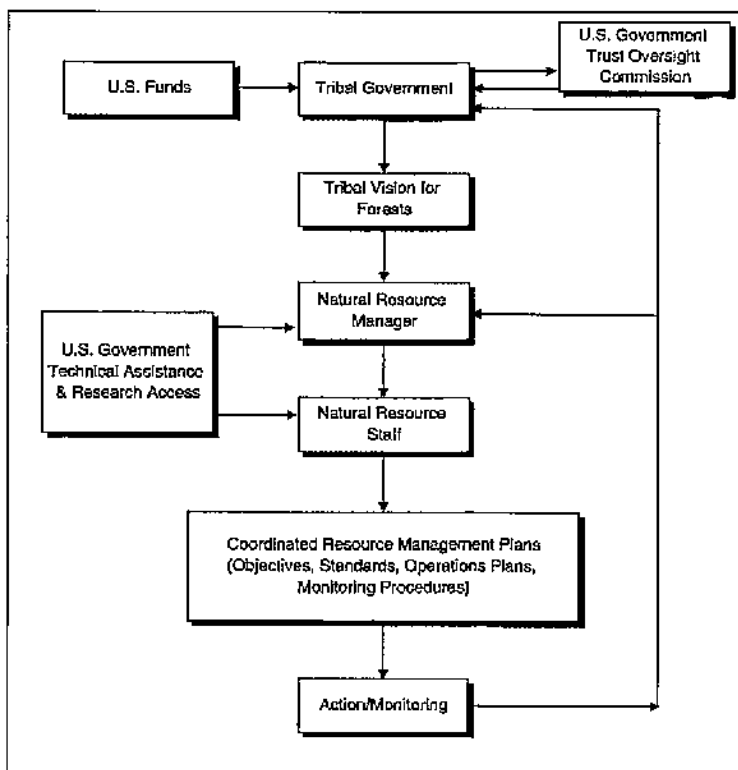 U.S. Government
Trust Oversight
Commission
U.S. Funds
Tribal Government
Tribal Vision for
Forests
Natural Resource
Manager
U.S. Government
Technical Assistance
& Research Access
Natural Resource
Staff
Coordinated Resource Management Plans
(Objectives, Standards, Operations Plans,
Monitoring Procedures)
Action/Monitoring